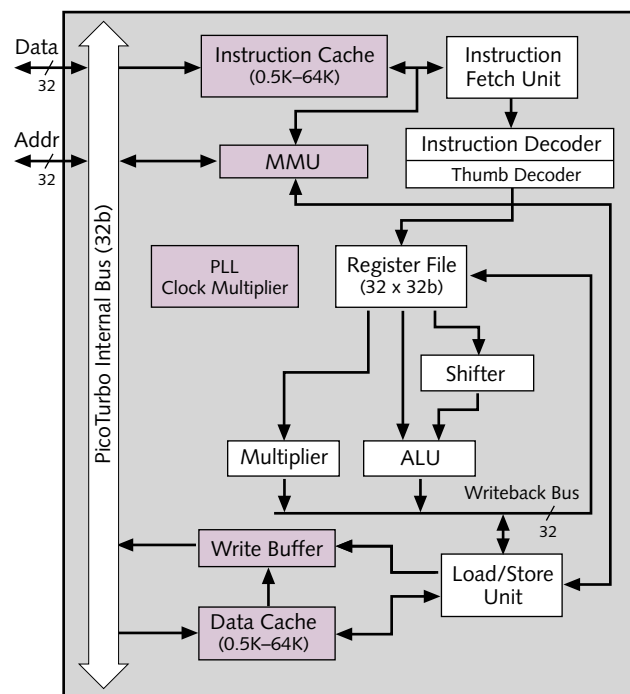 Data
32
Instruction Cache
(0.5K–64K)
Instruction
Fetch Unit
Addr
32
MMU
Instruction Decoder
Thumb Decoder
PicoTurbo Internal Bus (32b)
PLL
Clock Multiplier
Register File
(32 x 32b)
Shifter
Multiplier
ALU
Writeback Bus
32
Write Buffer
Load/Store
Unit
Data Cache
(0.5K–64K)